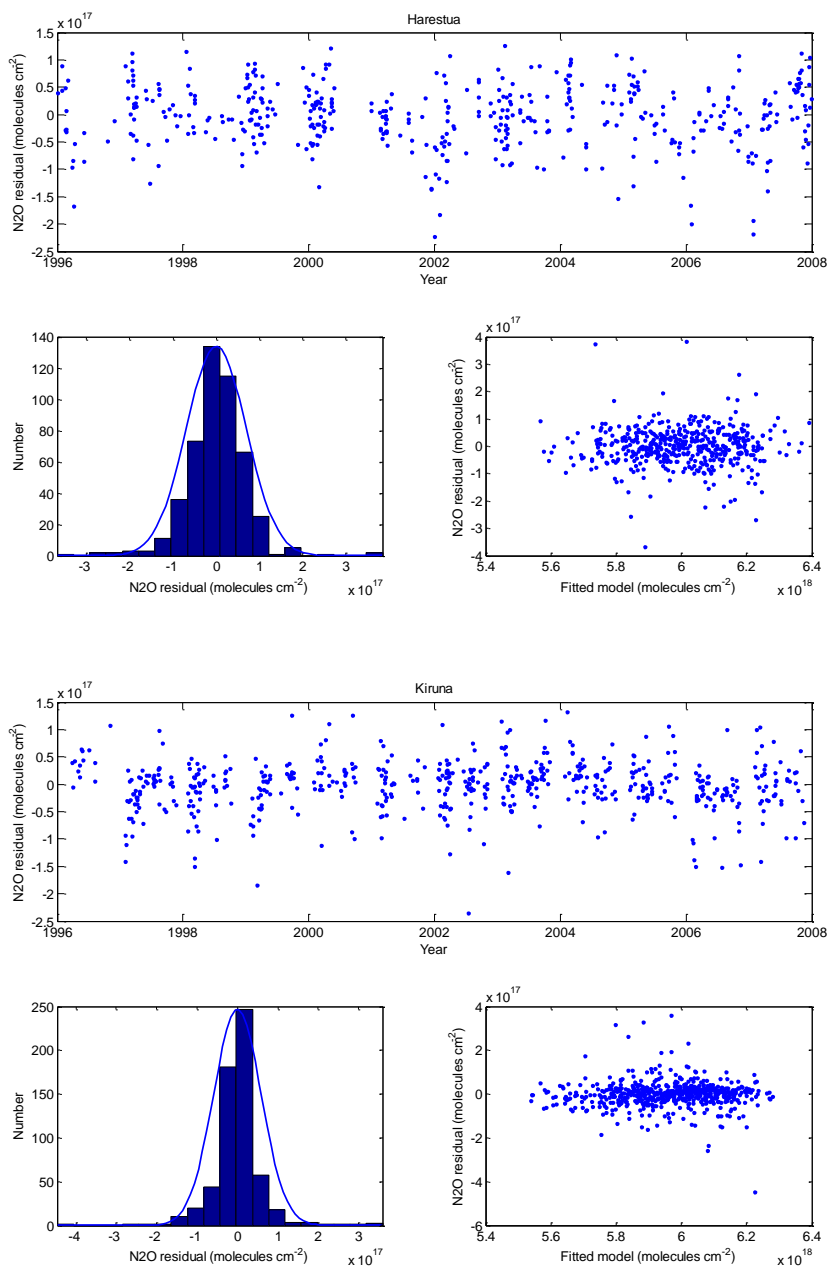 Harestua
x 10^17
N2O residual (molecules cm^-2)
1.5
1
0.5
0
-0.5
-1
-1.5
-2
-2.5
1996 1998 2000 2002 2004 2006 2008
Year
Number
140
120
100
80
60
40
20
0
-3 -2 -1 0 1 2 3
N2O residual (molecules cm^-2)
x 10^17
x 10^17
N2O residual (molecules cm^-2)
4
3
2
1
0
-1
-2
-3
-4
5.4 5.6 5.8 6 6.2 6.4
Fitted model (molecules cm^-2)
x 10^18
Kiruna
x 10^17
N2O residual (molecules cm^-2)
1.5
1
0.5
0
-0.5
-1
-1.5
-2
-2.5
1996 1998 2000 2002 2004 2006 2008
Year
Number
250
200
150
100
50
0
-4 -3 -2 -1 0 1 2 3
N2O residual (molecules cm^-2)
x 10^17
x 10^17
N2O residual (molecules cm^-2)
4
2
0
-2
-4
-6
5.4 5.6 5.8 6 6.2 6.4
Fitted model (molecules cm^-2)
x 10^18